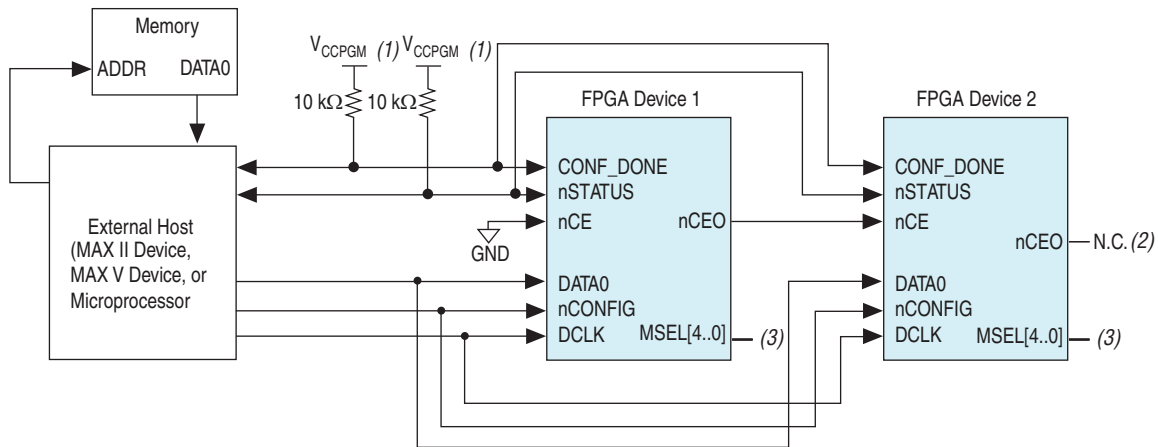 Memory
ADDR DATA0
V_CCPGM (1) V_CCPGM (1)
10 kΩ 10 kΩ
External Host
(MAX II Device,
MAX V Device, or
Microprocessor
GND
FPGA Device 1
CONF_DONE
nSTATUS
nCE nCEO
DATA0
nCONFIG
DCLK MSEL[4..0] (3)
FPGA Device 2
CONF_DONE
nSTATUS
nCE
nCEO N.C. (2)
DATA0
nCONFIG
DCLK MSEL[4..0] (3)